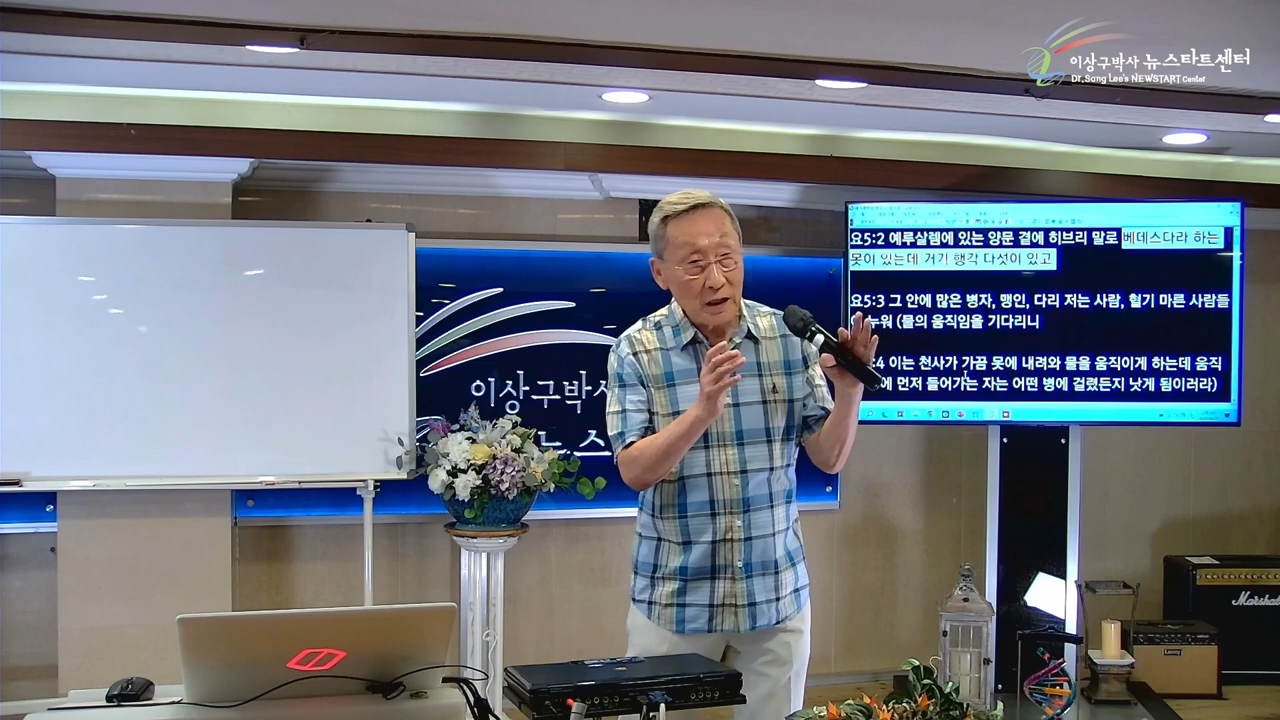 이상구박사 뉴스타트센터
Dr. Sang Lee's NEWSTART Center
요5:2 예루살렘에 있는 양문 곁에 히브리 말로 베데스다라 하는
못이 있는데 거기 행각 다섯이 있고
요5:3 그 안에 많은 병자, 맹인, 다리 저는 사람, 혈기 마른 사람들
누워 (물의 움직임을 기다리니
4 이는 천사가 가끔 못에 내려와 물을 움직이게 하는데 움직
에 먼저 들어가는 자는 어떤 병에 걸렸든지 낫게 됨이러라)
이상구박사
뉴스
Marshall
Laney